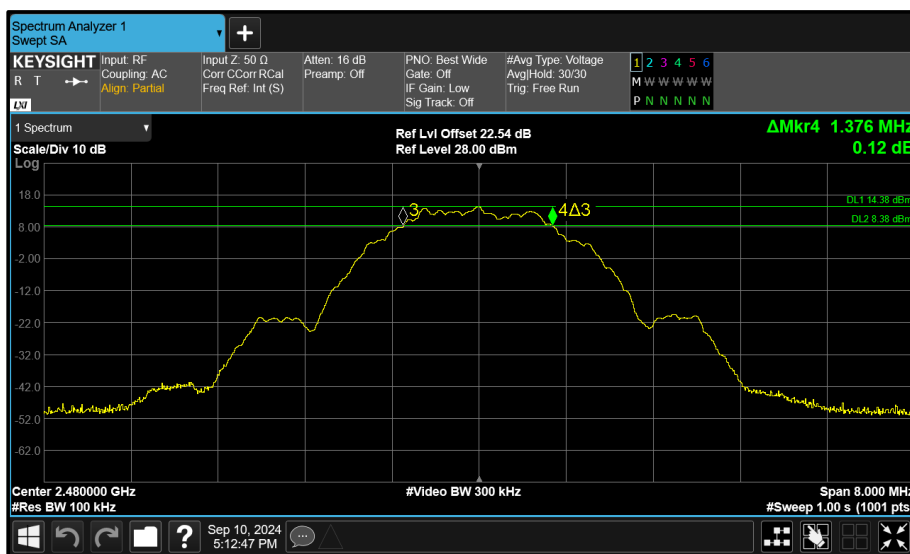 Spectrum Analyzer 1
Swept SA
+
KEYSIGHT
R T
LXI
Input: RF
Coupling: AC
Align: Partial
Input Z: 50 Ω
Corr CCorr RCal
Freq Ref: Int (S)
Atten: 16 dB
Preamp: Off
PNO: Best Wide
Gate: Off
IF Gain: Low
Sig Track: Off
#Avg Type: Voltage
Avg|Hold: 30/30
Trig: Free Run
1 2 3 4 5 6
M W W W W W
P N N N N N
1 Spectrum
Scale/Div 10 dB
Ref Lvl Offset 22.54 dB
Ref Level 28.00 dBm
ΔMkr4 1.376 MHz
0.12 dB
Log
18.0
8.00
-2.00
-12.0
-22.0
-32.0
-42.0
-52.0
-62.0
3
4Δ3
DL1 14.38 dBm
DL2 8.38 dBm
Center 2.480000 GHz
#Video BW 300 kHz
Span 8.000 MHz
#Res BW 100 kHz
#Sweep 1.00 s (1001 pts
?
Sep 10, 2024
5:12:47 PM